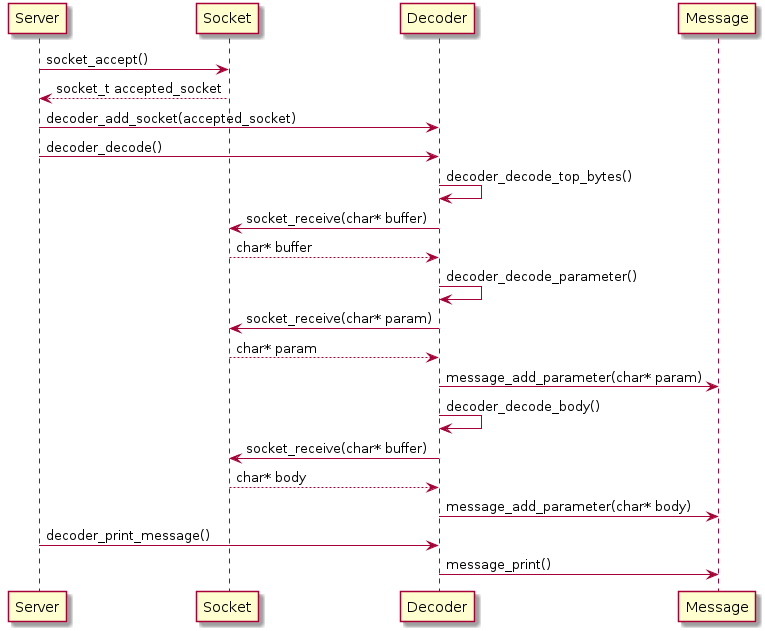 Server
Socket
Decoder
Message
socket_accept()
socket_t accepted_socket
decoder_add_socket(accepted_socket)
decoder_decode()
decoder_decode_top_bytes()
socket_receive(char* buffer)
char* buffer
decoder_decode_parameter()
socket_receive(char* param)
char* param
message_add_parameter(char* param)
decoder_decode_body()
socket_receive(char* buffer)
char* body
message_add_parameter(char* body)
decoder_print_message()
message_print()
Server
Socket
Decoder
Message